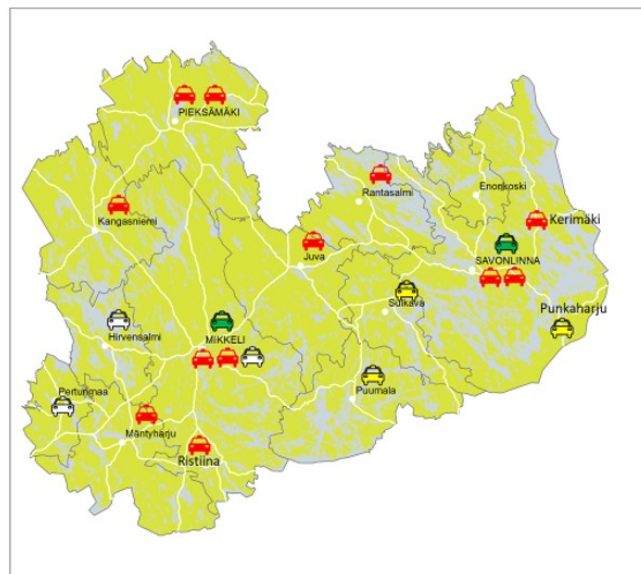 PIEKSÄMÄKI
Rantasalmi
Enonkoski
Kangasniemi
Kerimäki
Juva
SAVONLINNA
Sulkava
Punkaharju
Hirvensalmi
MIKKELI
Pertunmaa
Puumala
Mäntyharju
Ristiina